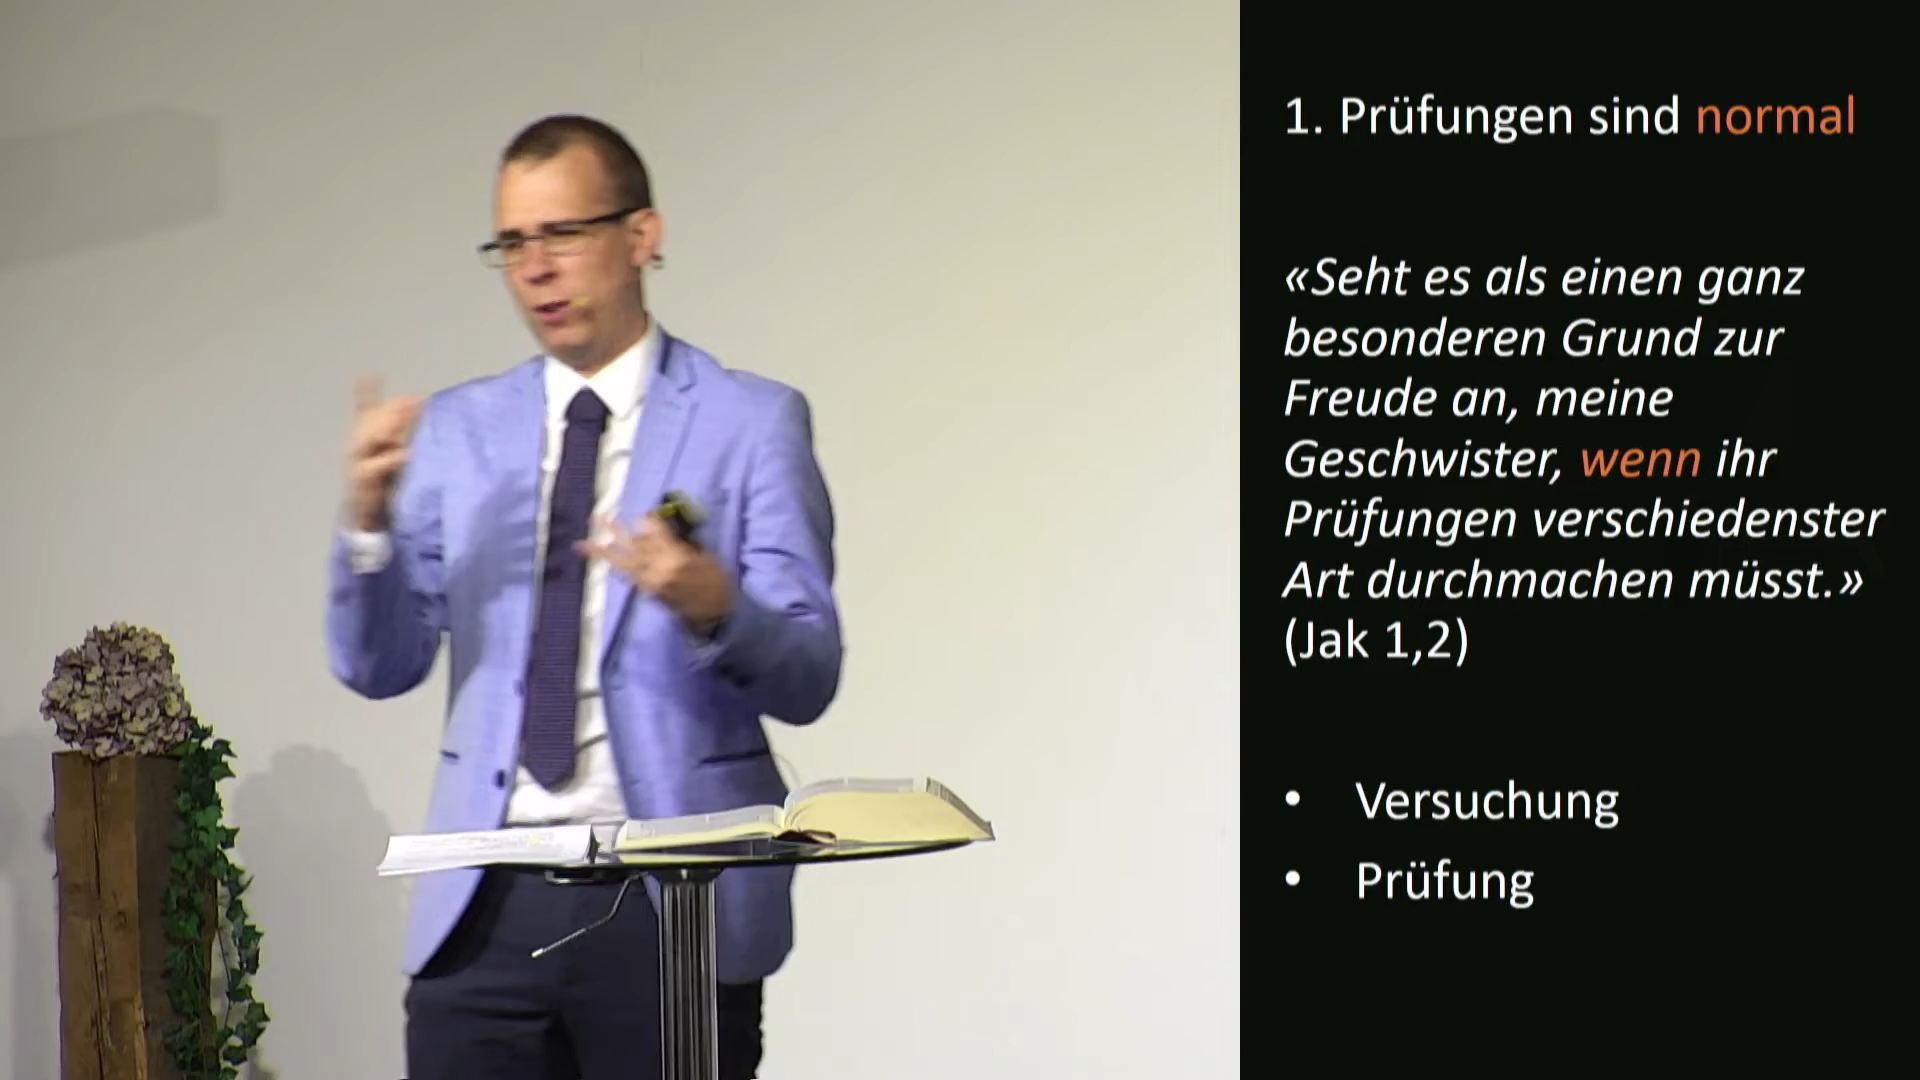 1. Prüfungen sind normal
«Seht es als einen ganz
besonderen Grund zur
Freude an, meine
Geschwister, wenn ihr
Prüfungen verschiedenster
Art durchmachen müsst.»
(Jak 1,2)
• Versuchung
• Prüfung